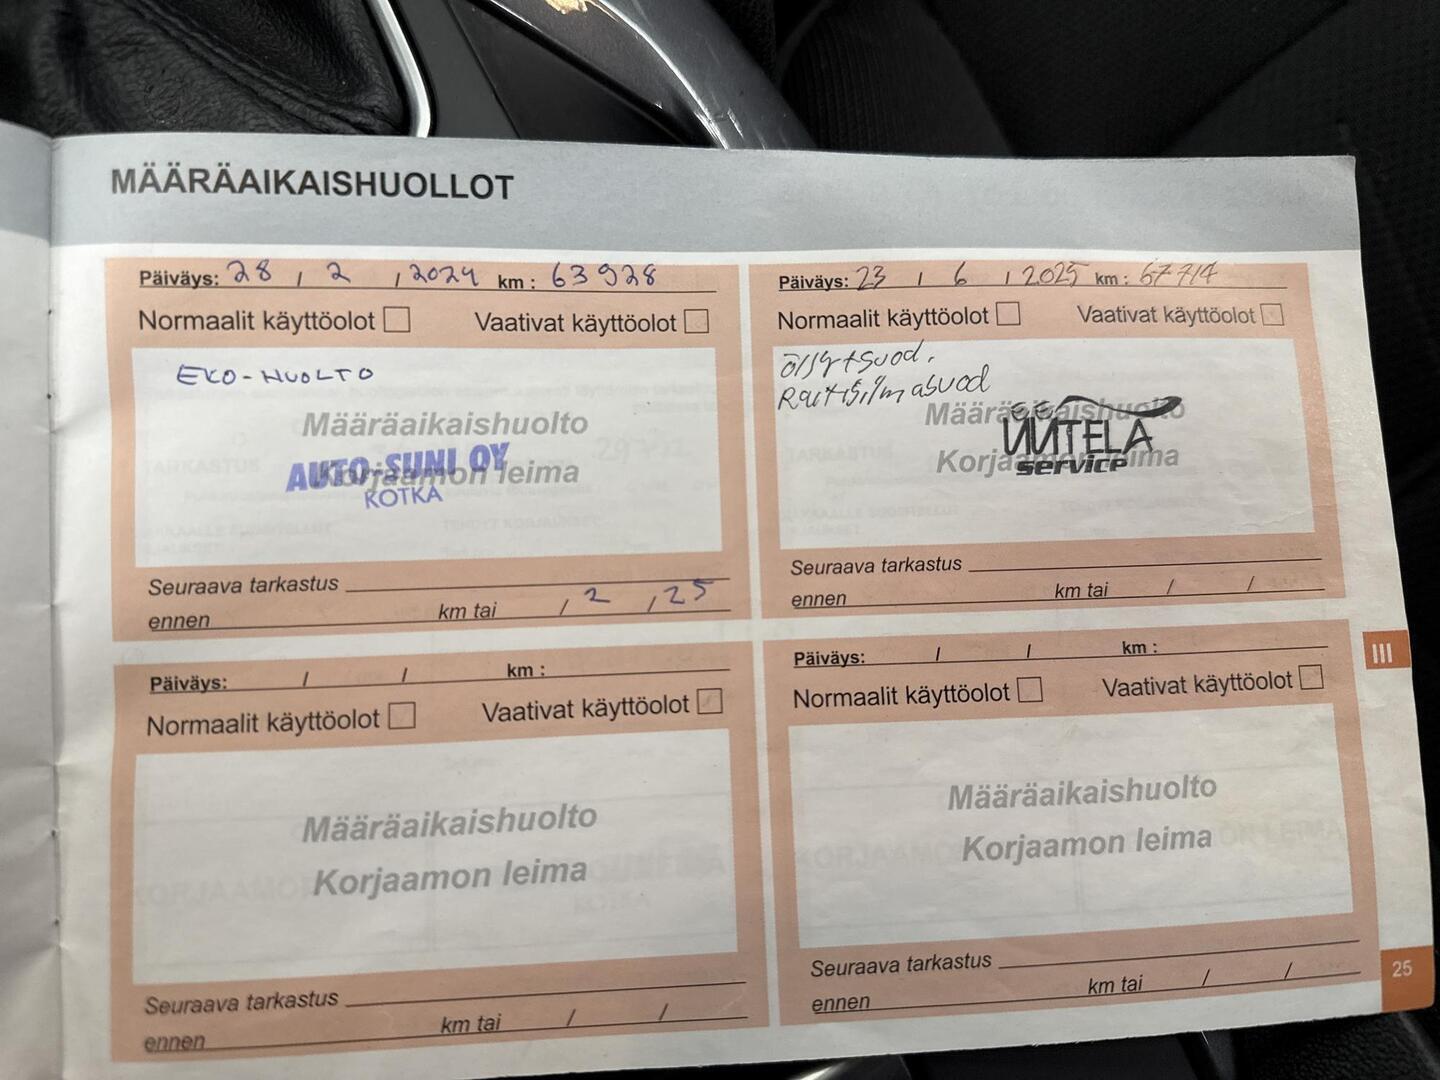 MÄÄRÄAIKAISHUOLLOT
Päiväys: 28 / 2 / 2024 km : 63928
Normaalit käyttöolot Vaativat käyttöolot
EKO-HUOLTO
Määräaikaishuolto
AUTO-SUNI OY
Korjaamon leima
KOTKA
Seuraava tarkastus
ennen km tai / 2 / 25
Päiväys: 23 / 6 / 2025 km : 67714
Normaalit käyttöolot Vaativat käyttöolot
öljyt+suod.
Raitisilmasuod
Määräaikaishuolto
UUTELA
Korjaamon leima
service
Seuraava tarkastus
ennen km tai / /
Päiväys: / / km :
Normaalit käyttöolot Vaativat käyttöolot
Määräaikaishuolto
Korjaamon leima
Seuraava tarkastus
ennen km tai / /
Päiväys: / / km :
Normaalit käyttöolot Vaativat käyttöolot
Määräaikaishuolto
Korjaamon leima
Seuraava tarkastus
ennen km tai / /
III
25